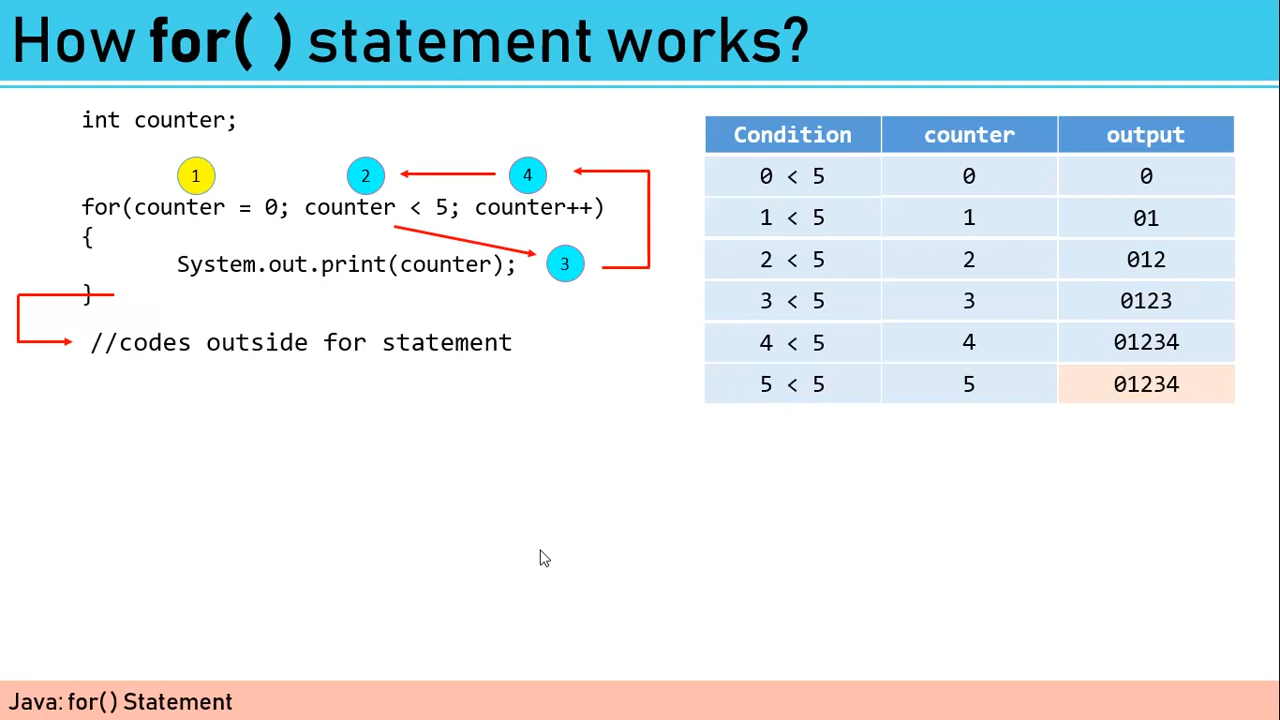 How for( ) statement works?
int counter;
1 2 4
for(counter = 0; counter < 5; counter++)
{
System.out.print(counter); 3
}
//codes outside for statement
Condition counter output
0 < 5 0 0
1 < 5 1 01
2 < 5 2 012
3 < 5 3 0123
4 < 5 4 01234
5 < 5 5 01234
Java: for( ) Statement